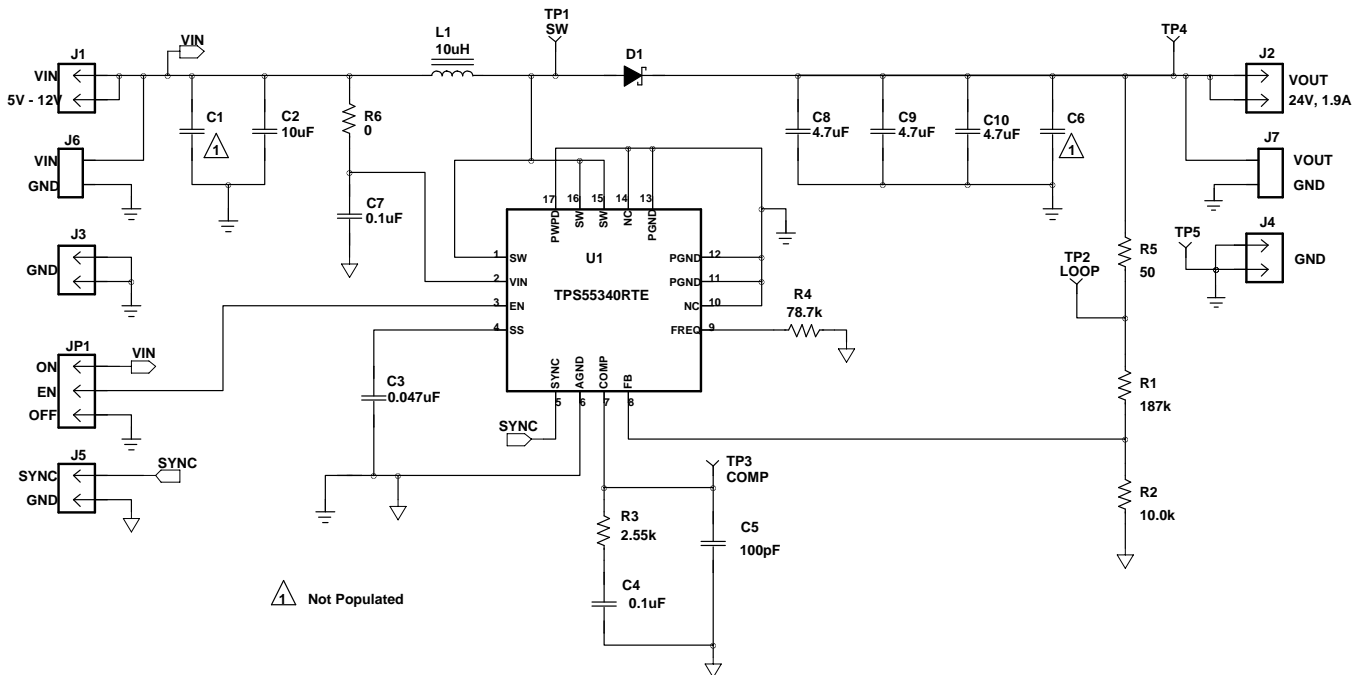 TP1
SW
VIN
L1
10uH
TP4
J1
D1
J2
VIN
5V - 12V
VOUT
24V, 1.9A
C1
1
C2
10uF
R6
0
C8
4.7uF
C9
4.7uF
C10
4.7uF
C6
1
J6
VIN
GND
J7
VOUT
GND
C7
0.1uF
17
16
15
14
13
PWPD
SW
SW
NC
PGND
J3
GND
U1
TPS55340RTE
1
SW
2
VIN
3
EN
4
SS
PGND
12
PGND
11
NC
10
FREQ
9
R4
78.7k
TP2
LOOP
R5
50
TP5
J4
GND
JP1
ON
EN
OFF
VIN
SYNC
AGND
COMP
FB
5
6
7
8
C3
0.047uF
SYNC
R1
187k
J5
SYNC
GND
SYNC
TP3
COMP
R2
10.0k
R3
2.55k
C5
100pF
C4
0.1uF
1
Not Populated